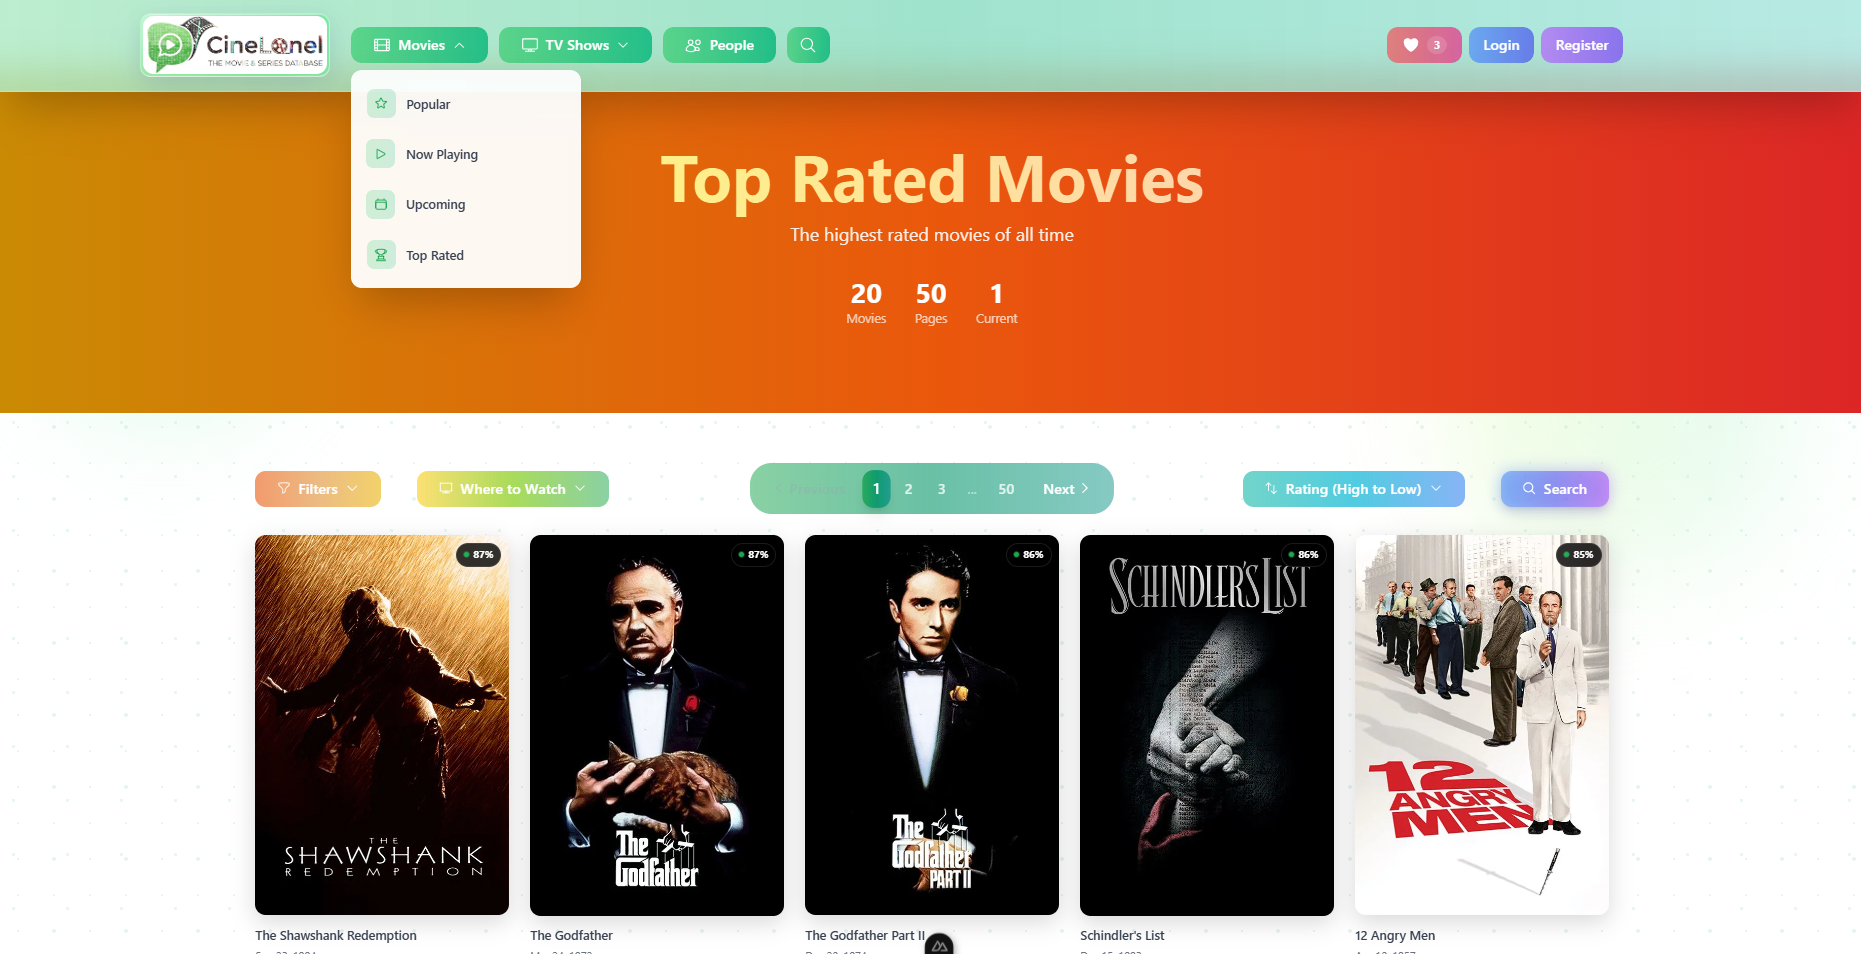 CineLonel
THE MOVIE & SERIES DATABASE
Movies
TV Shows
People
3
Login
Register
Popular
Now Playing
Upcoming
Top Rated
Top Rated Movies
The highest rated movies of all time
20
Movies
50
Pages
1
Current
Filters
Where to Watch
Previous
1
2
3
...
50
Next
Rating (High to Low)
Search
87%
THE
SHAWSHANK
REDEMPTION
The Shawshank Redemption
87%
The
Godfather
The Godfather
86%
The
Godfather
PART II
The Godfather Part II
86%
SCHINDLER'S LIST
Schindler's List
85%
12
ANGRY
MEN
12 Angry Men